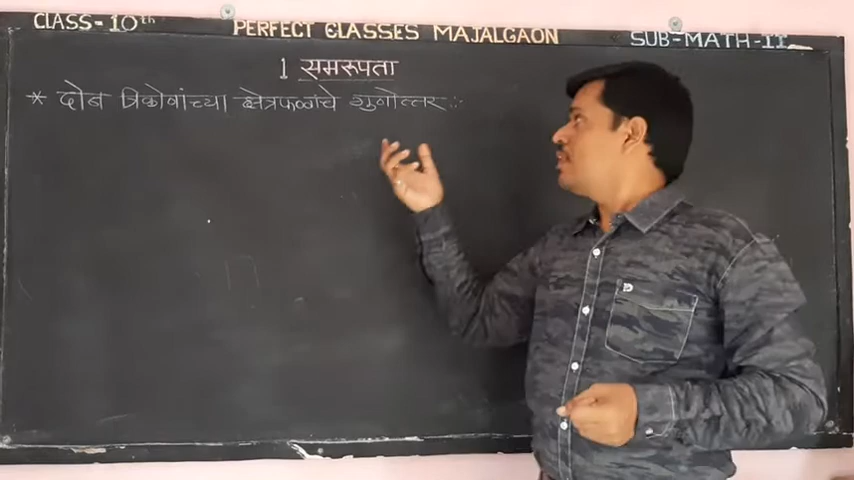 CLASS-10th PERFECT CLASSES MAJALGAON SUB-MATH-II
1 समरूपता
* दोन त्रिकोणांच्या क्षेत्रफळांचे गुणोत्तर :-